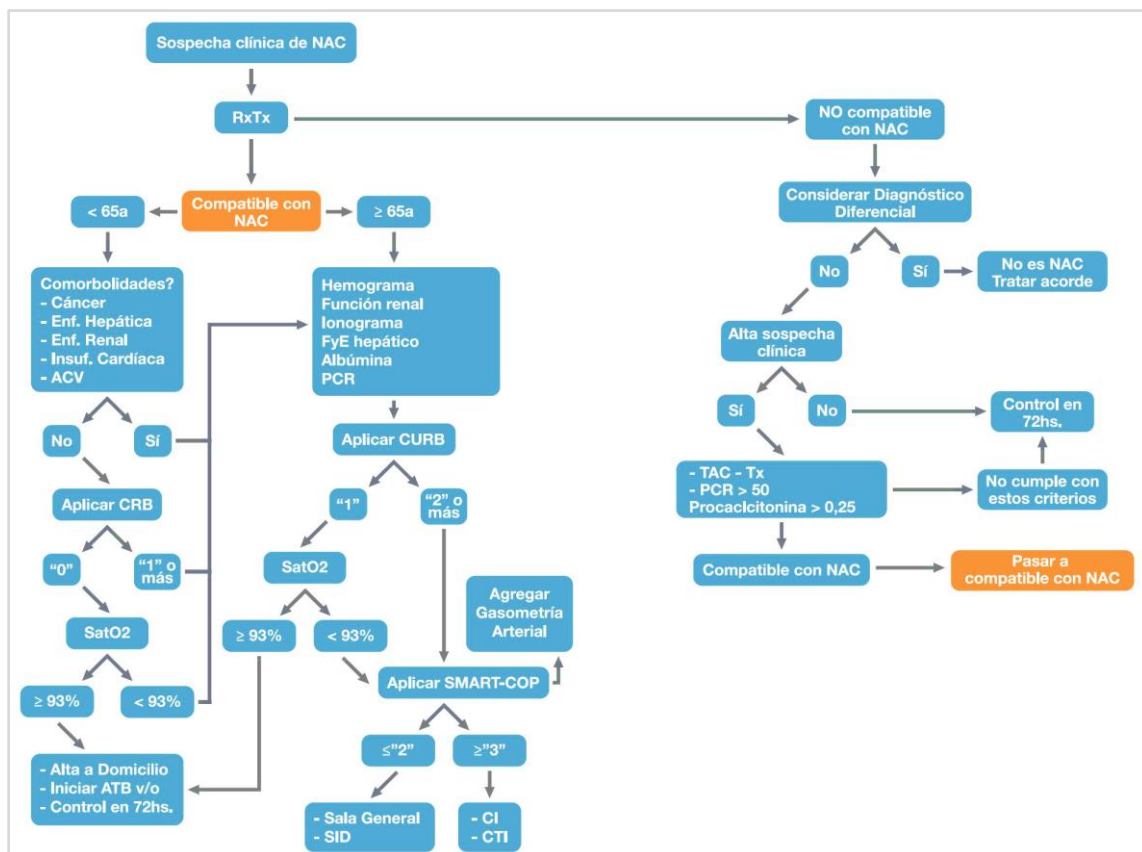 Sospecha clínica de NAC
RxTx
NO compatible
con NAC
< 65a
Compatible con
NAC
≥ 65a
Considerar Diagnóstico
Diferencial
Comorbolidades?
- Cáncer
- Enf. Hepática
- Enf. Renal
- Insuf. Cardíaca
- ACV
Hemograma
Función renal
Ionograma
FyE hepático
Albúmina
PCR
No
Sí
No es NAC
Tratar acorde
Alta sospecha
clínica
No
Sí
Aplicar CURB
Sí
No
Control en
72hs.
Aplicar CRB
"1"
"2" o
más
- TAC - Tx
- PCR > 50
Procaclcitonina > 0,25
No cumple con
estos criterios
"0"
"1" o
más
SatO2
Compatible con NAC
Pasar a
compatible con NAC
SatO2
≥ 93%
< 93%
Agregar
Gasometría
Arterial
≥ 93%
< 93%
Aplicar SMART-COP
≤"2"
≥"3"
- Alta a Domicílio
- Iniciar ATB v/o
- Control en 72hs.
- Sala General
- SID
- CI
- CTI